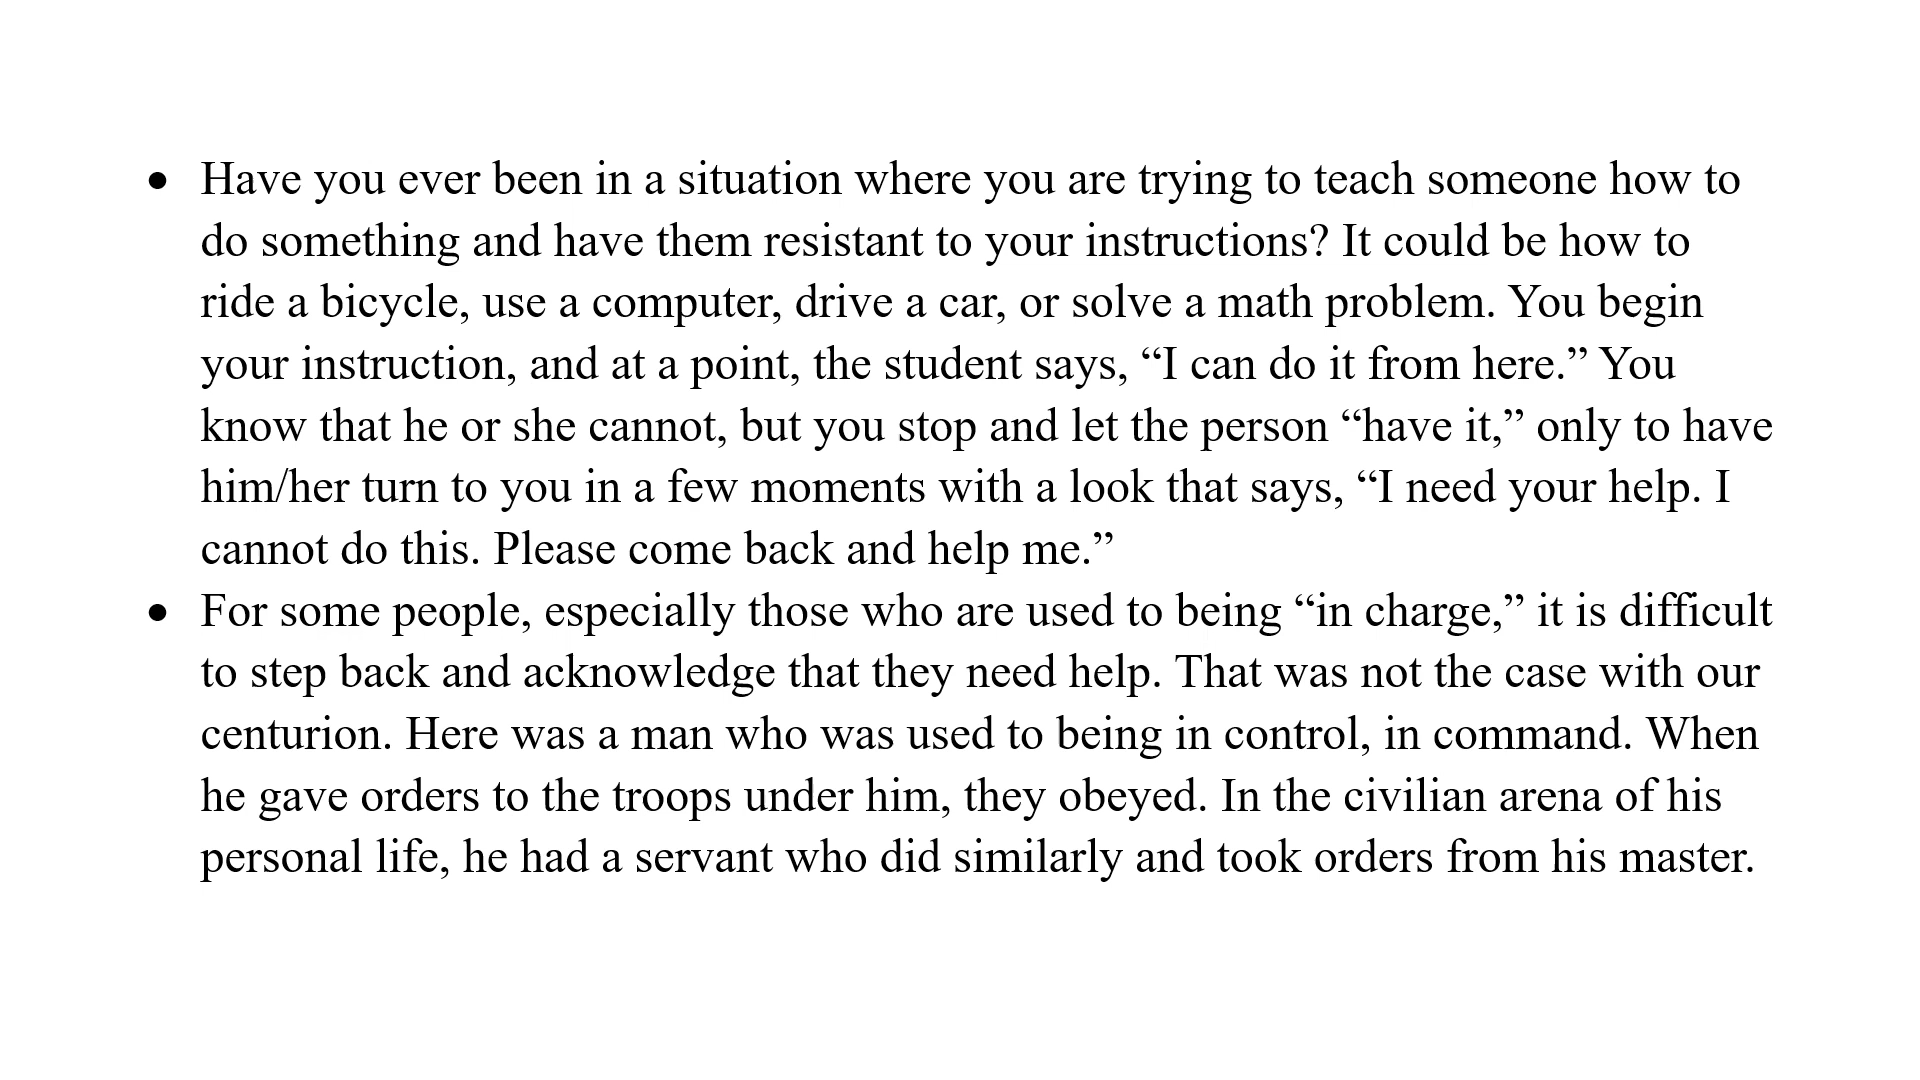 • Have you ever been in a situation where you are trying to teach someone how to
do something and have them resistant to your instructions? It could be how to
ride a bicycle, use a computer, drive a car, or solve a math problem. You begin
your instruction, and at a point, the student says, “I can do it from here.” You
know that he or she cannot, but you stop and let the person “have it,” only to have
him/her turn to you in a few moments with a look that says, “I need your help. I
cannot do this. Please come back and help me.”
• For some people, especially those who are used to being “in charge,” it is difficult
to step back and acknowledge that they need help. That was not the case with our
centurion. Here was a man who was used to being in control, in command. When
he gave orders to the troops under him, they obeyed. In the civilian arena of his
personal life, he had a servant who did similarly and took orders from his master.